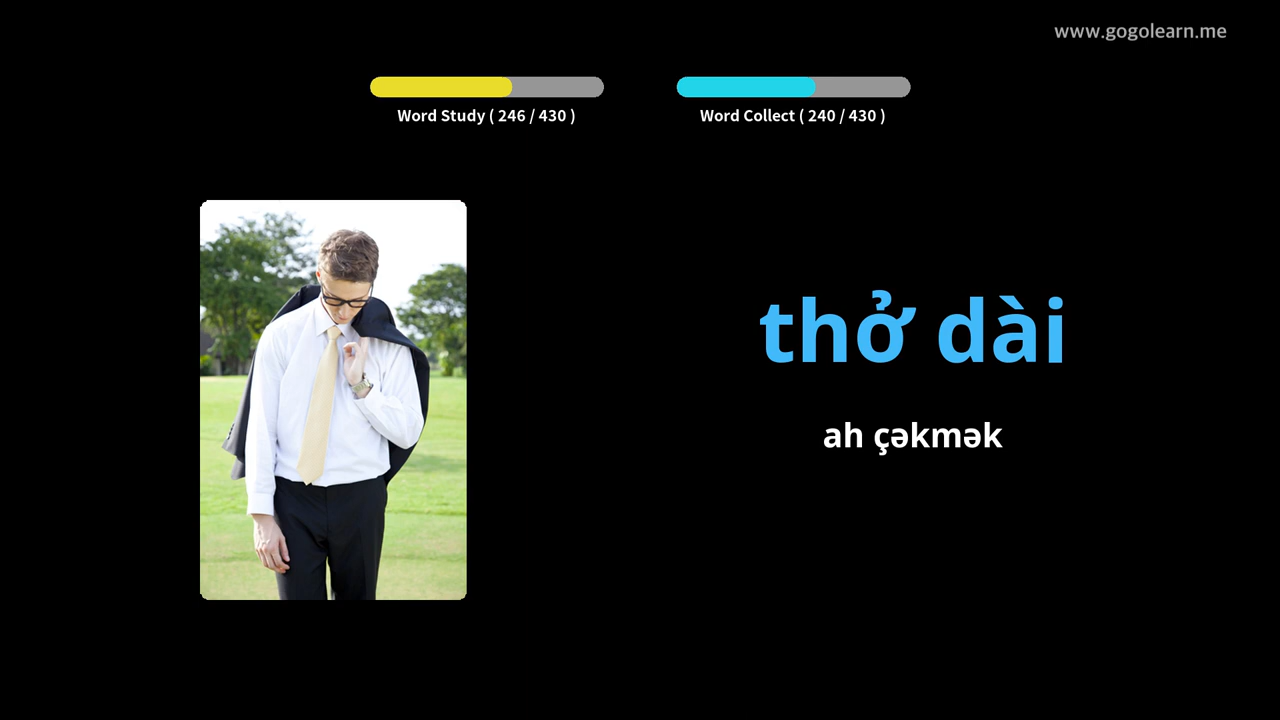 www.gogolearn.me
Word Study ( 246 / 430 )
Word Collect ( 240 / 430 )
thở dài
ah çəkmək